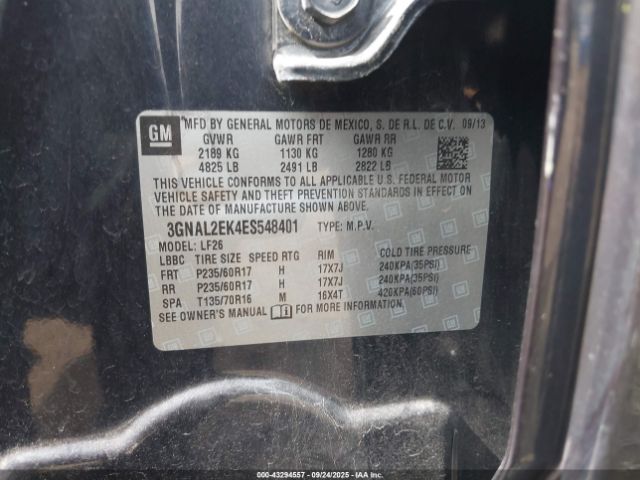 GM
MFD BY GENERAL MOTORS DE MEXICO, S. DE R.L. DE C.V. 09/13
GVWR GAWR FRT GAWR RR
2189 KG 1130 KG 1280 KG
4825 LB 2491 LB 2822 LB
THIS VEHICLE CONFORMS TO ALL APPLICABLE U.S. FEDERAL MOTOR
VEHICLE SAFETY AND THEFT PREVENTION STANDARDS IN EFFECT ON
THE DATE OF MANUFACTURE SHOWN ABOVE.
3GNAL2EK4ES548401 TYPE: M.P.V.
MODEL: LF26
LBBC TIRE SIZE SPEED RTG RIM COLD TIRE PRESSURE
FRT P235/60R17 H 17X7J 240KPA(35PSI)
RR P235/60R17 H 17X7J 240KPA(35PSI)
SPA T135/70R16 M 16X4T 420KPA(60PSI)
SEE OWNER'S MANUAL i FOR MORE INFORMATION.
© IAA (93-43294557 - 09/24/2025 - IAAI.COM)